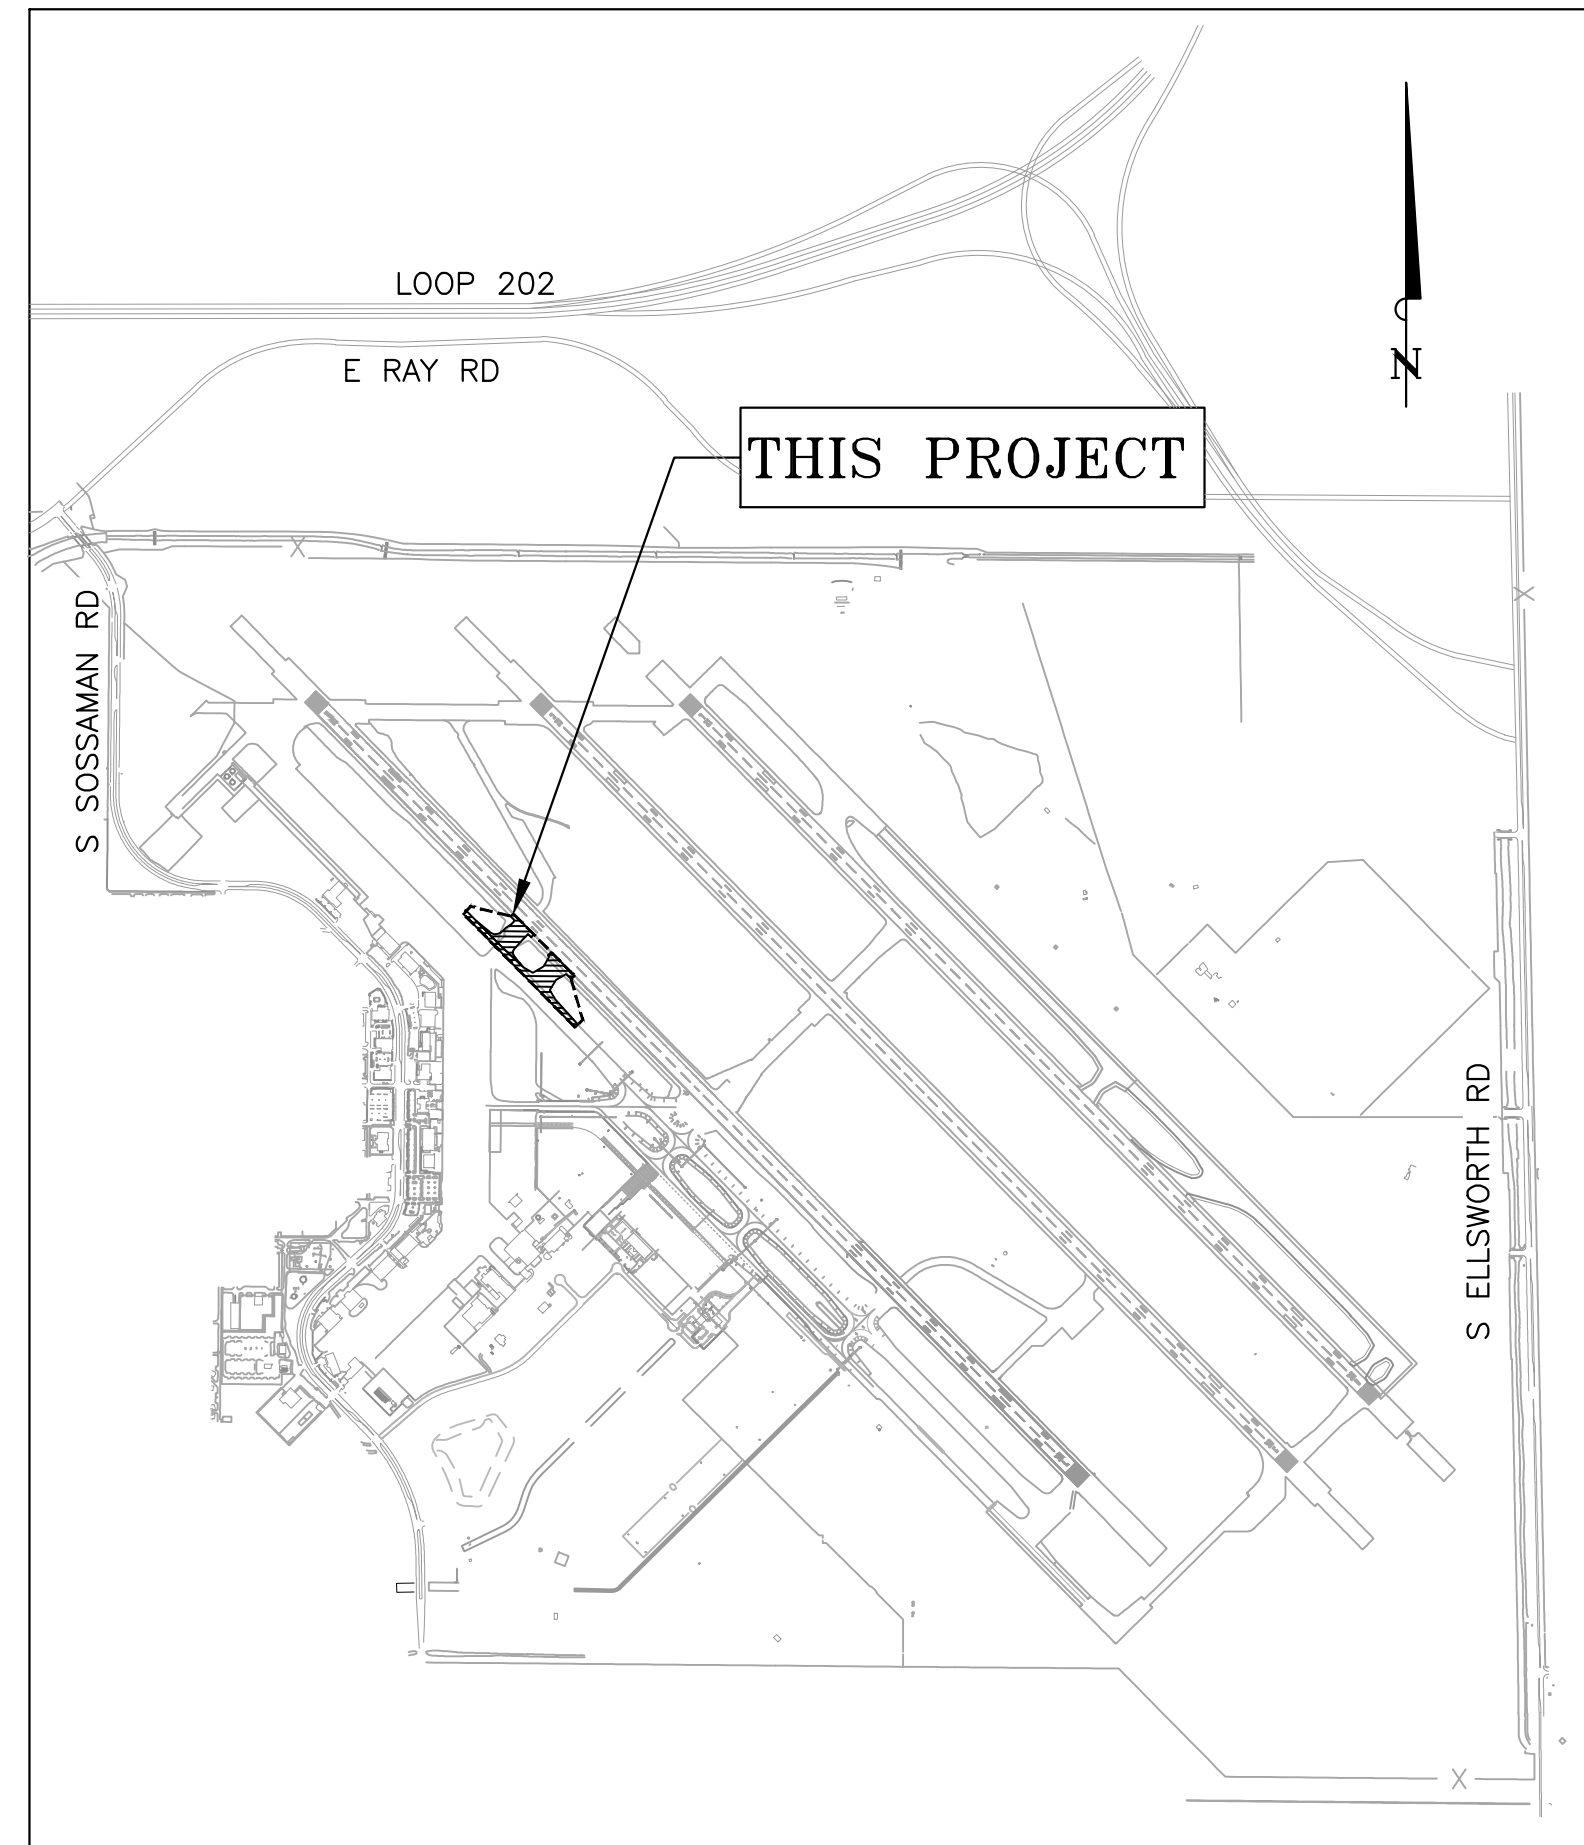 LOOP 202
E RAY RD
N
THIS PROJECT
X
X
S SOSSAMAN RD
S ELLSWORTH RD
X